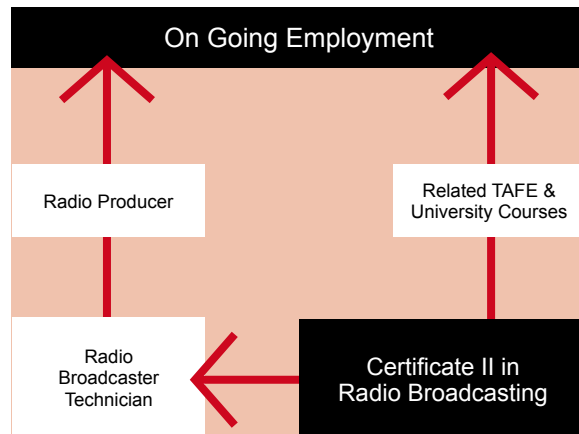 On Going Employment
Radio Producer
Related TAFE &
University Courses
Radio
Broadcaster
Technician
Certificate II in
Radio Broadcasting